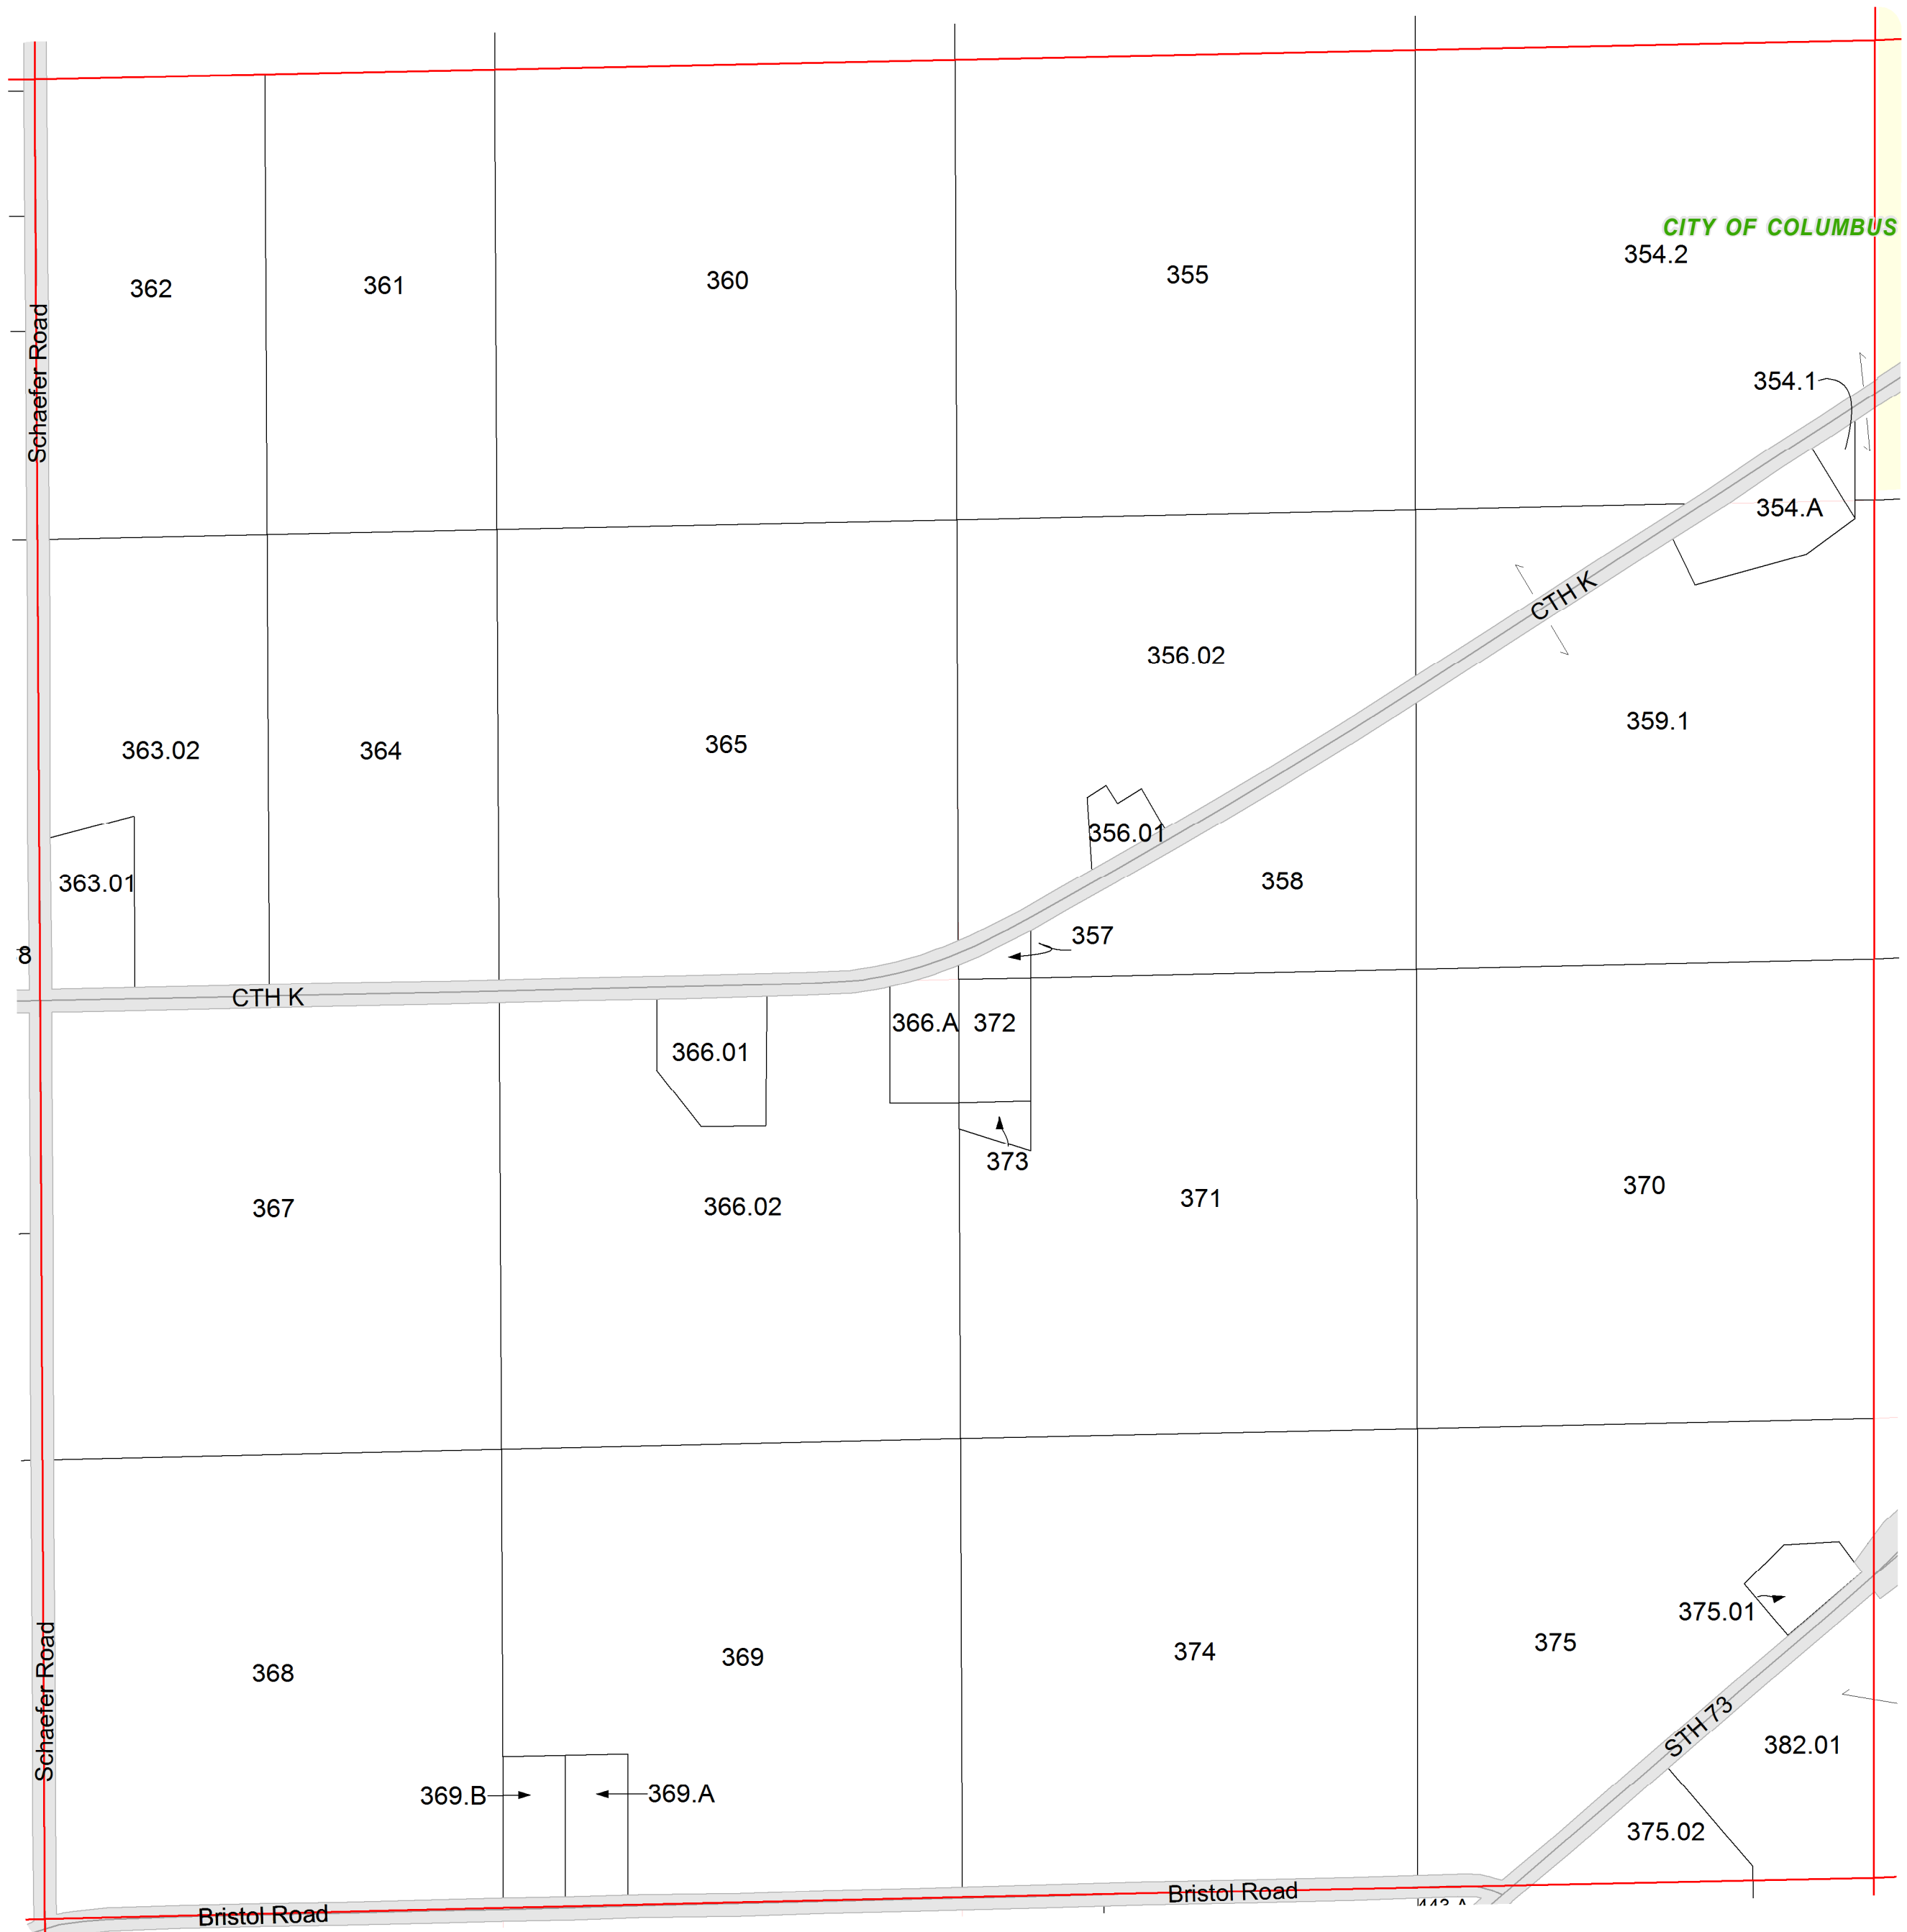 CITY OF COLUMBUS
354.2
355
360
361
362
Schaefer Road
354.1
354.A
CTH K
356.02
359.1
365
364
363.02
356.01
358
363.01
357
8
CTH K
366.A
372
366.01
373
370
371
366.02
367
375.01
375
374
369
368
Schaefer Road
STH 73
382.01
369.B
369.A
375.02
Bristol Road
443.A
Bristol Road